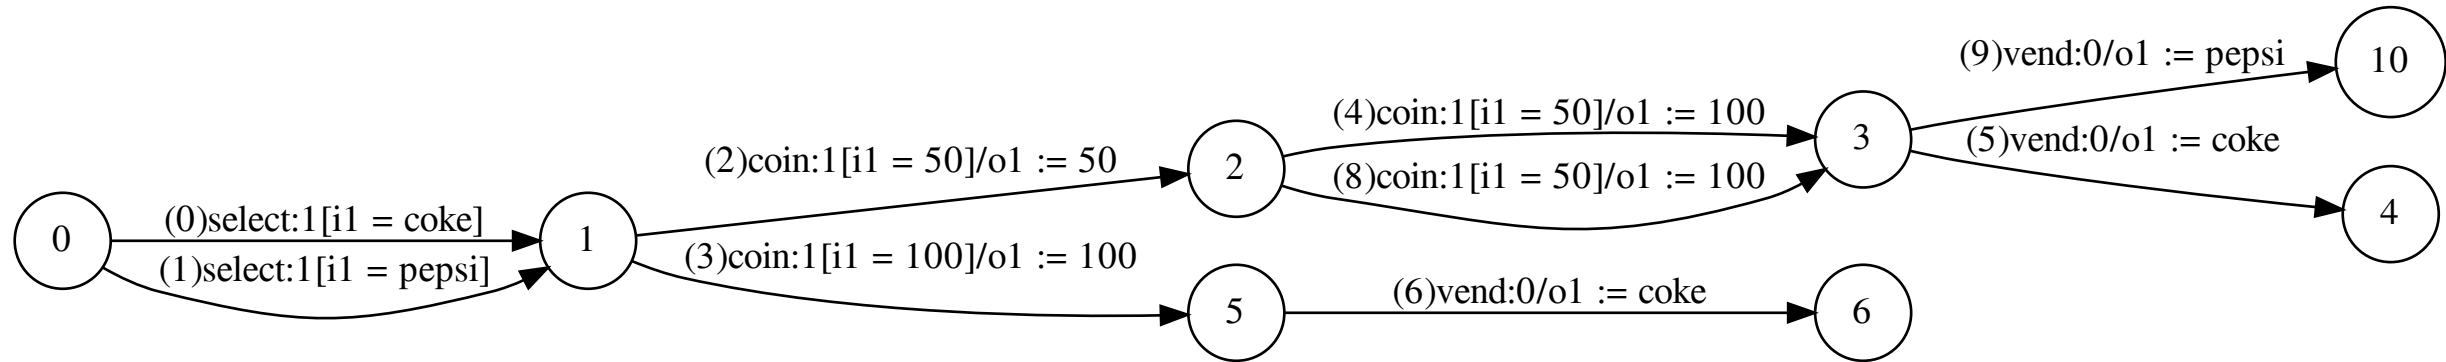 0
(0)select:1[i1 = coke]
(1)select:1[i1 = pepsi]
1
(2)coin:1[i1 = 50]/o1 := 50
(3)coin:1[i1 = 100]/o1 := 100
2
(4)coin:1[i1 = 50]/o1 := 100
(8)coin:1[i1 = 50]/o1 := 100
3
(9)vend:0/o1 := pepsi
10
(5)vend:0/o1 := coke
4
5
(6)vend:0/o1 := coke
6